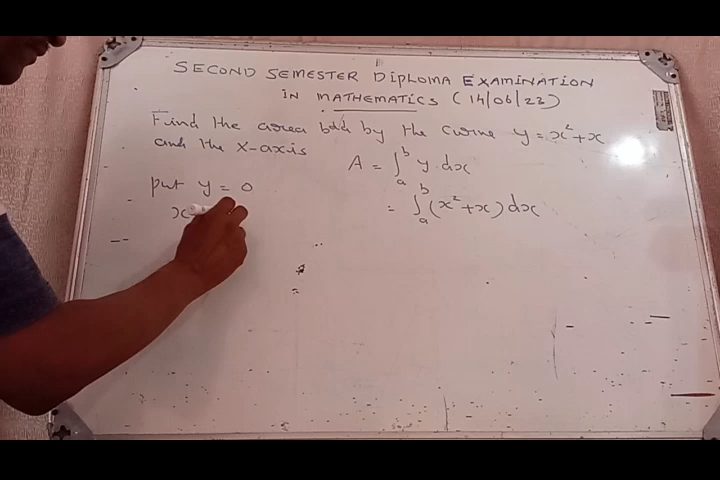 SECOND SEMESTER DIPLOMA EXAMINATION
IN MATHEMATICS (14/06/23)
Find the area bdd by the curve y = x² + x
and the X-axis
A = ∫ₐᵇ y dx
put y = 0
= ∫ₐᵇ (x² + x) dx
x